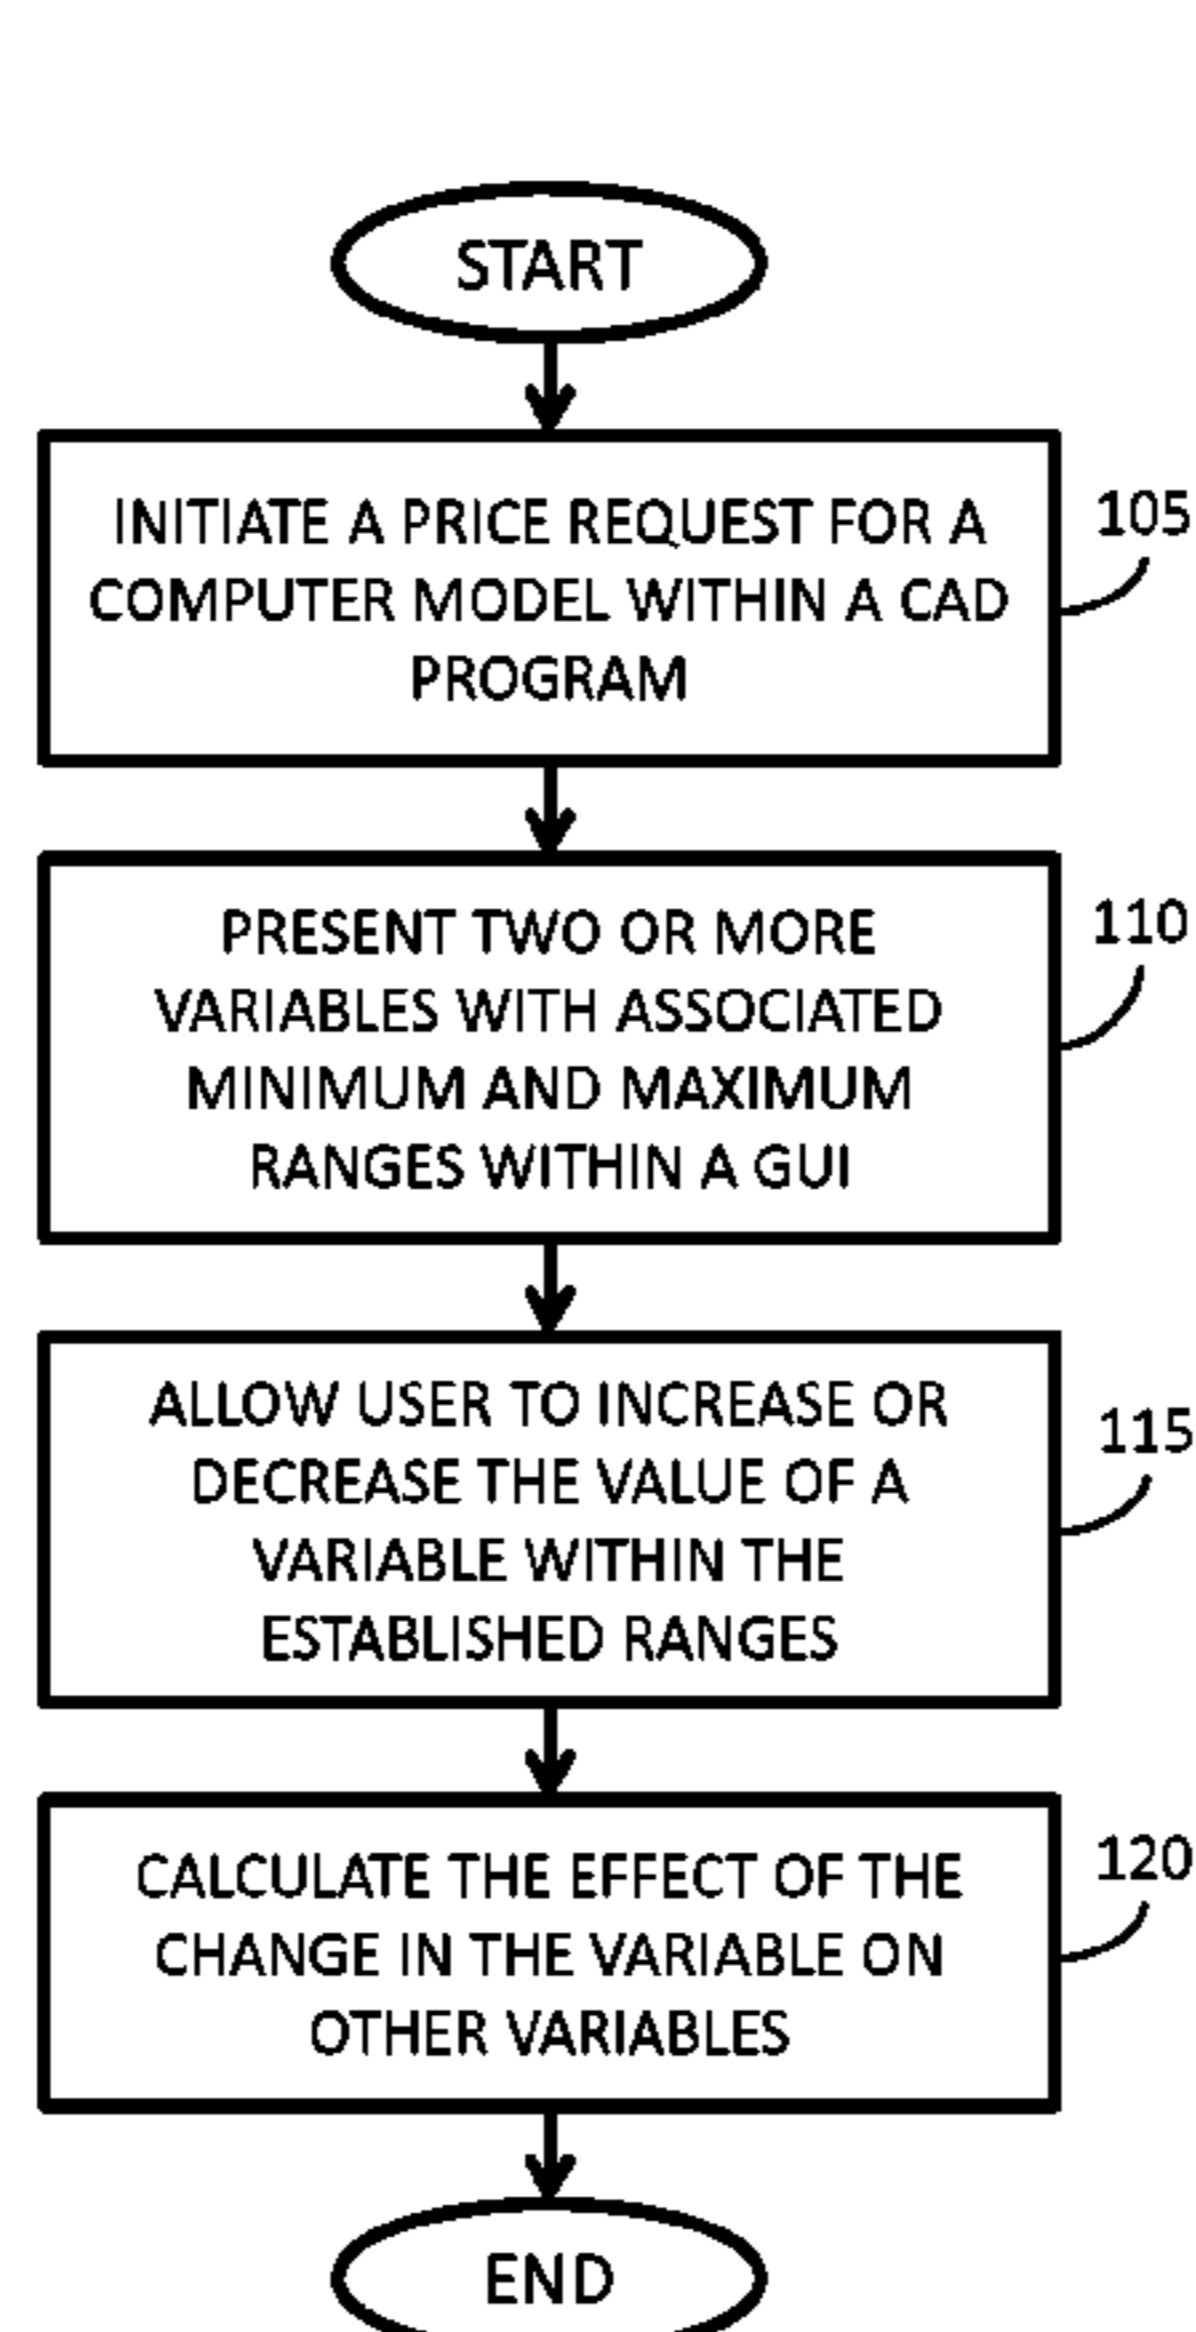 START
INITIATE A PRICE REQUEST FOR A
COMPUTER MODEL WITHIN A CAD
PROGRAM
105
PRESENT TWO OR MORE
VARIABLES WITH ASSOCIATED
MINIMUM AND MAXIMUM
RANGES WITHIN A GUI
110
ALLOW USER TO INCREASE OR
DECREASE THE VALUE OF A
VARIABLE WITHIN THE
ESTABLISHED RANGES
115
CALCULATE THE EFFECT OF THE
CHANGE IN THE VARIABLE ON
OTHER VARIABLES
120
END